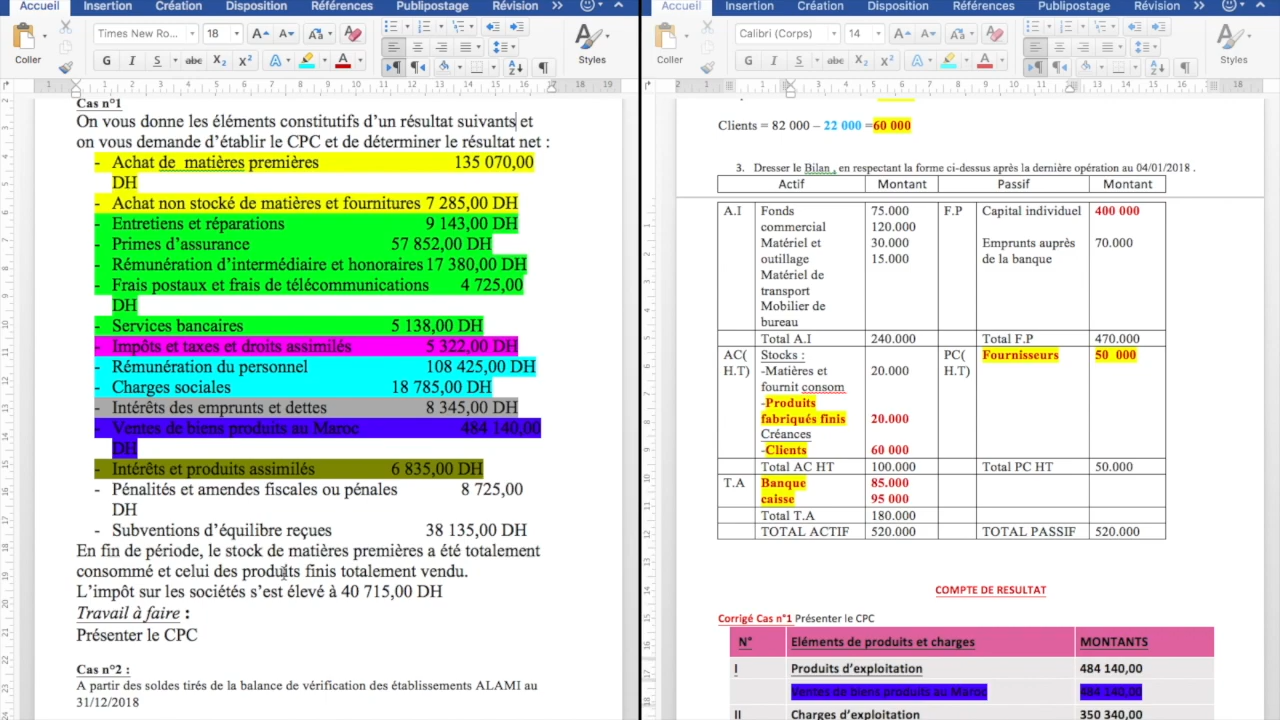 Accueil Insertion Création Disposition Références Publipostage Révision
Coller Times New Ro... 18 Styles
Cas n°1
On vous donne les éléments constitutifs d'un résultat suivants et
on vous demande d'établir le CPC et de déterminer le résultat net :
- Achat de matières premières 135 070,00
DH
- Achat non stocké de matières et fournitures 7 285,00 DH
- Entretiens et réparations 9 143,00 DH
- Primes d'assurance 57 852,00 DH
- Rémunération d'intermédiaire et honoraires 17 380,00 DH
- Frais postaux et frais de télécommunications 4 725,00
DH
- Services bancaires 5 138,00 DH
- Impôts et taxes et droits assimilés 5 322,00 DH
- Rémunération du personnel 108 425,00 DH
- Charges sociales 18 785,00 DH
- Intérêts des emprunts et dettes 8 345,00 DH
- Ventes de biens produits au Maroc 484 140,00
DH
- Intérêts et produits assimilés 6 835,00 DH
- Pénalités et amendes fiscales ou pénales 8 725,00
DH
- Subventions d'équilibre reçues 38 135,00 DH
En fin de période, le stock de matières premières a été totalement
consommé et celui des produits finis totalement vendu.
L'impôt sur les sociétés s'est élevé à 40 715,00 DH
Travail à faire :
Présenter le CPC
Cas n°2 :
A partir des soldes tirés de la balance de vérification des établissements ALAMI au
31/12/2018
Accueil Insertion Création Disposition Références Publipostage Révision
Coller Calibri (Corps) 14 Styles
Clients = 82 000 – 22 000 =60 000
3. Dresser le Bilan , en respectant la forme ci-dessus après la dernière opération au 04/01/2018 .
Actif Montant Passif Montant
A.I Fonds 75.000 F.P Capital individuel 400 000
commercial 120.000
Matériel et 30.000 Emprunts auprès 70.000
outillage 15.000 de la banque
Matériel de
transport
Mobilier de
bureau
Total A.I 240.000 Total F.P 470.000
AC( Stocks : PC( Fournisseurs 50 000
H.T) -Matières et 20.000 H.T)
fournit consom
-Produits
fabriqués finis 20.000
Créances
-Clients 60 000
Total AC HT 100.000 Total PC HT 50.000
T.A Banque 85.000
caisse 95 000
Total T.A 180.000
TOTAL ACTIF 520.000 TOTAL PASSIF 520.000
COMPTE DE RESULTAT
Corrigé Cas n°1 Présenter le CPC
N° Eléments de produits et charges MONTANTS
I Produits d'exploitation 484 140,00
Ventes de biens produits au Maroc 484 140,00
II Charges d'exploitation 350 340,00